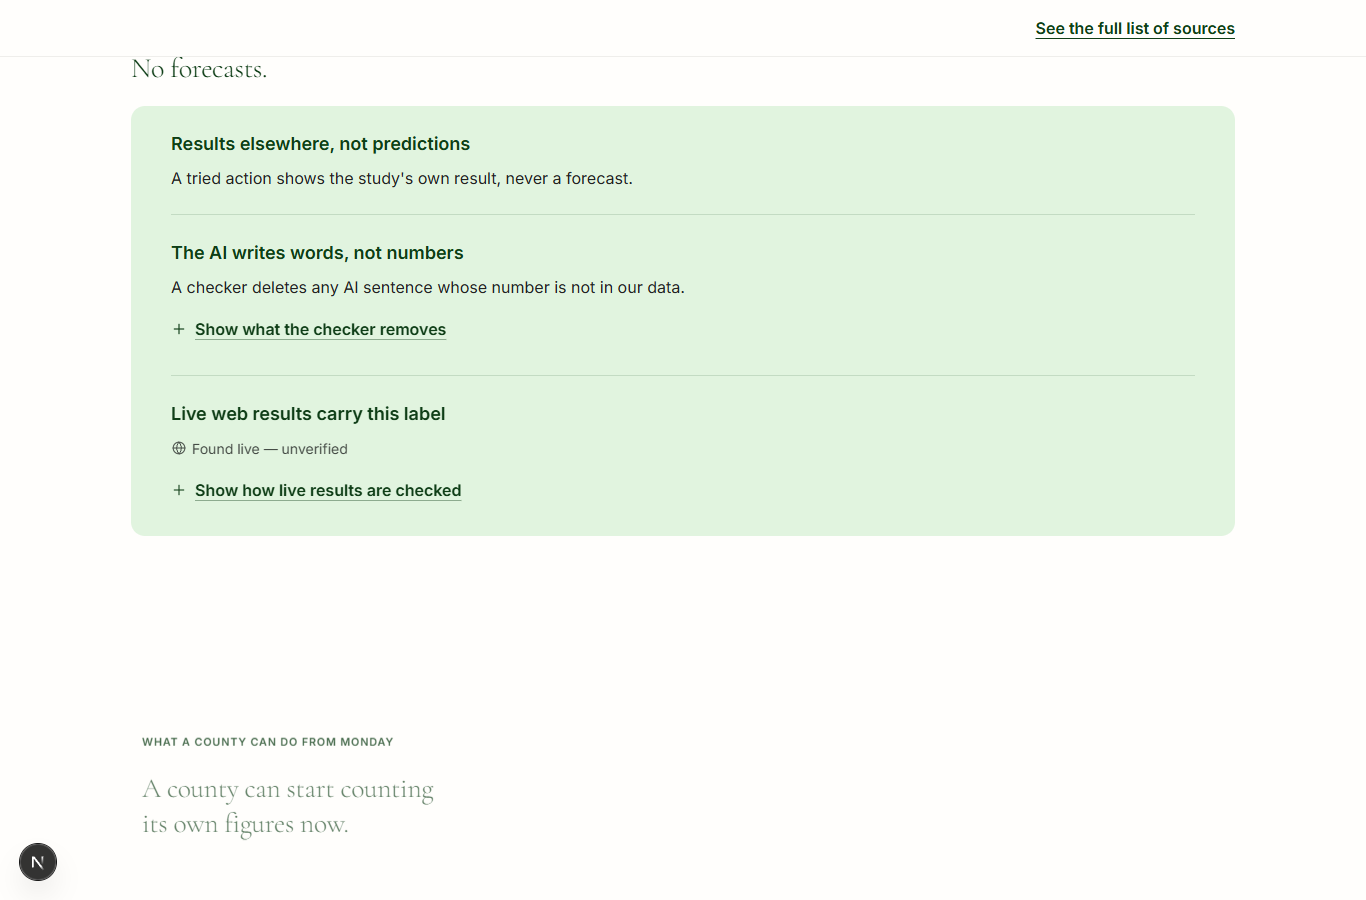 See the full list of sources
No forecasts.
Results elsewhere, not predictions
A tried action shows the study's own result, never a forecast.
The AI writes words, not numbers
A checker deletes any AI sentence whose number is not in our data.
+ Show what the checker removes
Live web results carry this label
Found live — unverified
+ Show how live results are checked
WHAT A COUNTY CAN DO FROM MONDAY
A county can start counting
its own figures now.
N